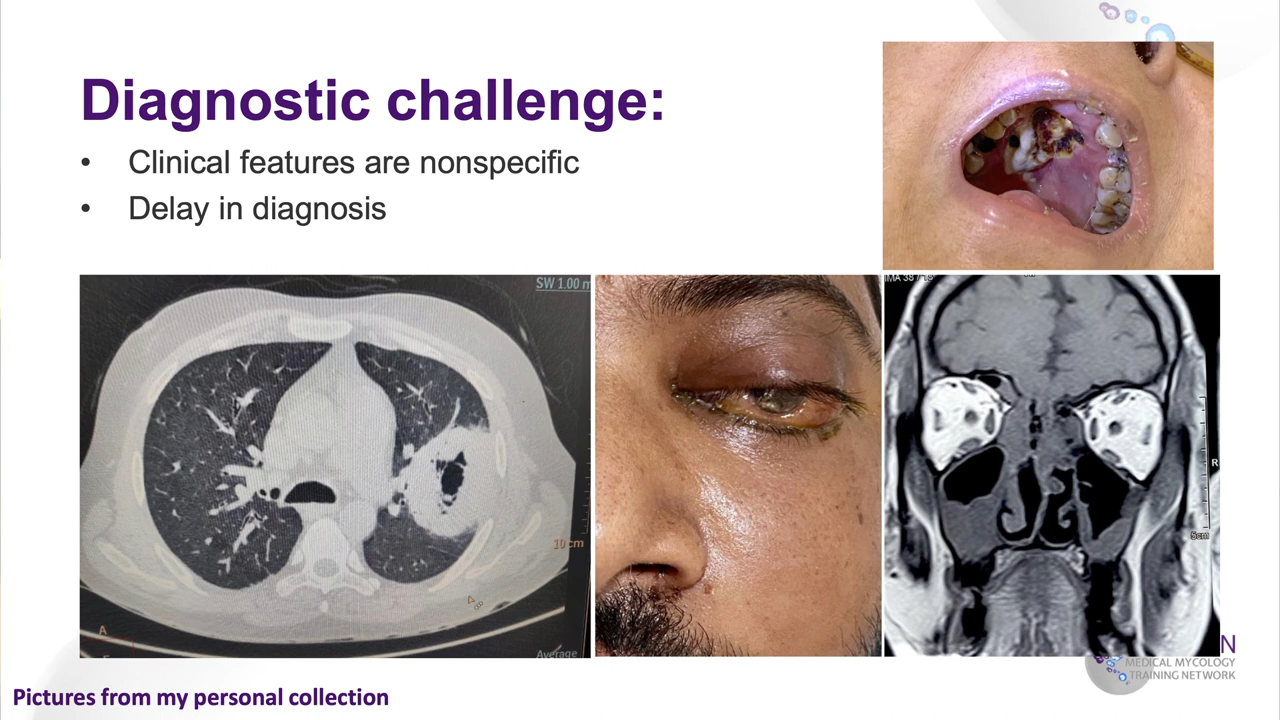 Diagnostic challenge:
• Clinical features are nonspecific
• Delay in diagnosis
SW 1.00
10 cm
A
Average
R
5cm
N
MEDICAL MYCOLOGY
TRAINING NETWORK
Pictures from my personal collection